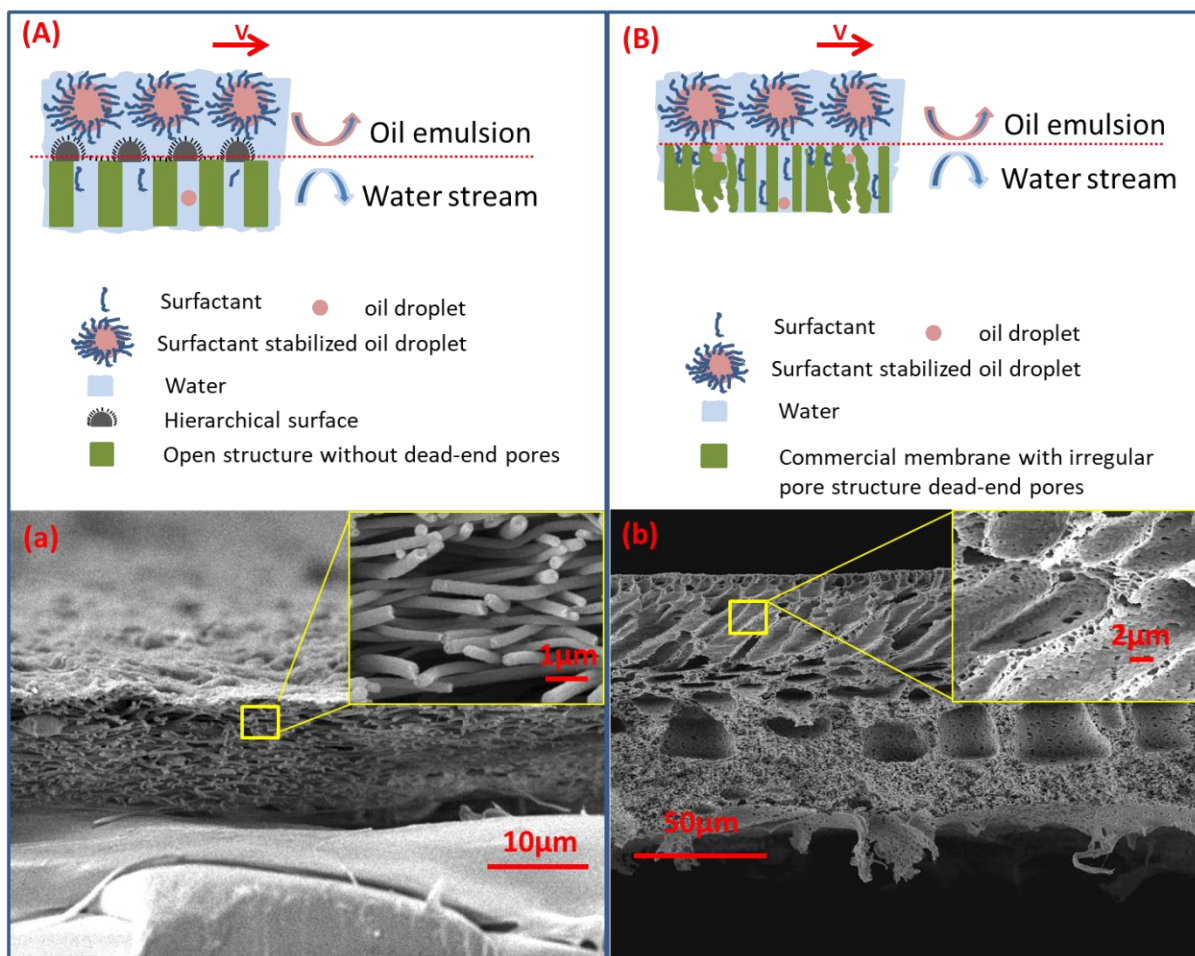 (A)
V
Oil emulsion
Water stream
Surfactant
oil droplet
Surfactant stabilized oil droplet
Water
Hierarchical surface
Open structure without dead-end pores
(B)
V
Oil emulsion
Water stream
Surfactant
oil droplet
Surfactant stabilized oil droplet
Water
Commercial membrane with irregular
pore structure dead-end pores
(a)
1μm
10μm
(b)
2μm
50μm